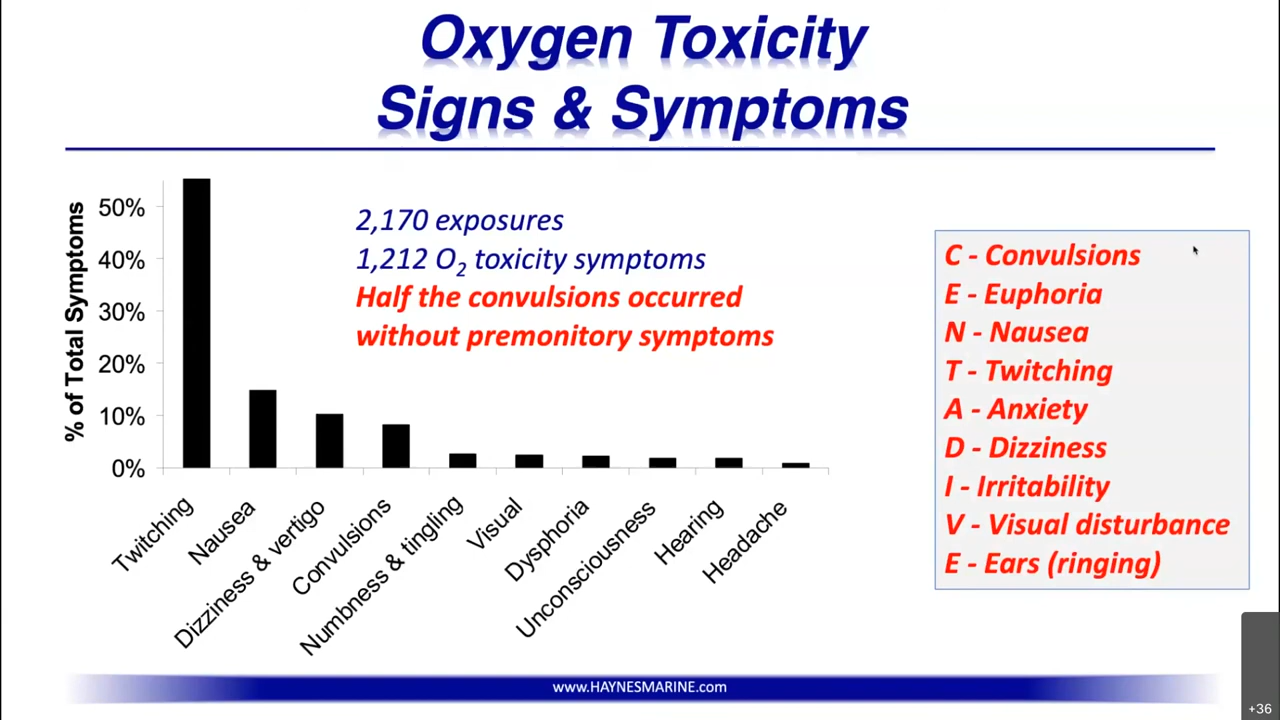 Oxygen Toxicity
Signs & Symptoms
% of Total Symptoms
50%
40%
30%
20%
10%
0%
2,170 exposures
1,212 O₂ toxicity symptoms
Half the convulsions occurred
without premonitory symptoms
Twitching
Nausea
Dizziness & vertigo
Convulsions
Numbness & tingling
Visual
Dysphoria
Unconsciousness
Hearing
Headache
C - Convulsions
E - Euphoria
N - Nausea
T - Twitching
A - Anxiety
D - Dizziness
I - Irritability
V - Visual disturbance
E - Ears (ringing)
www.HAYNESMARINE.com
+36